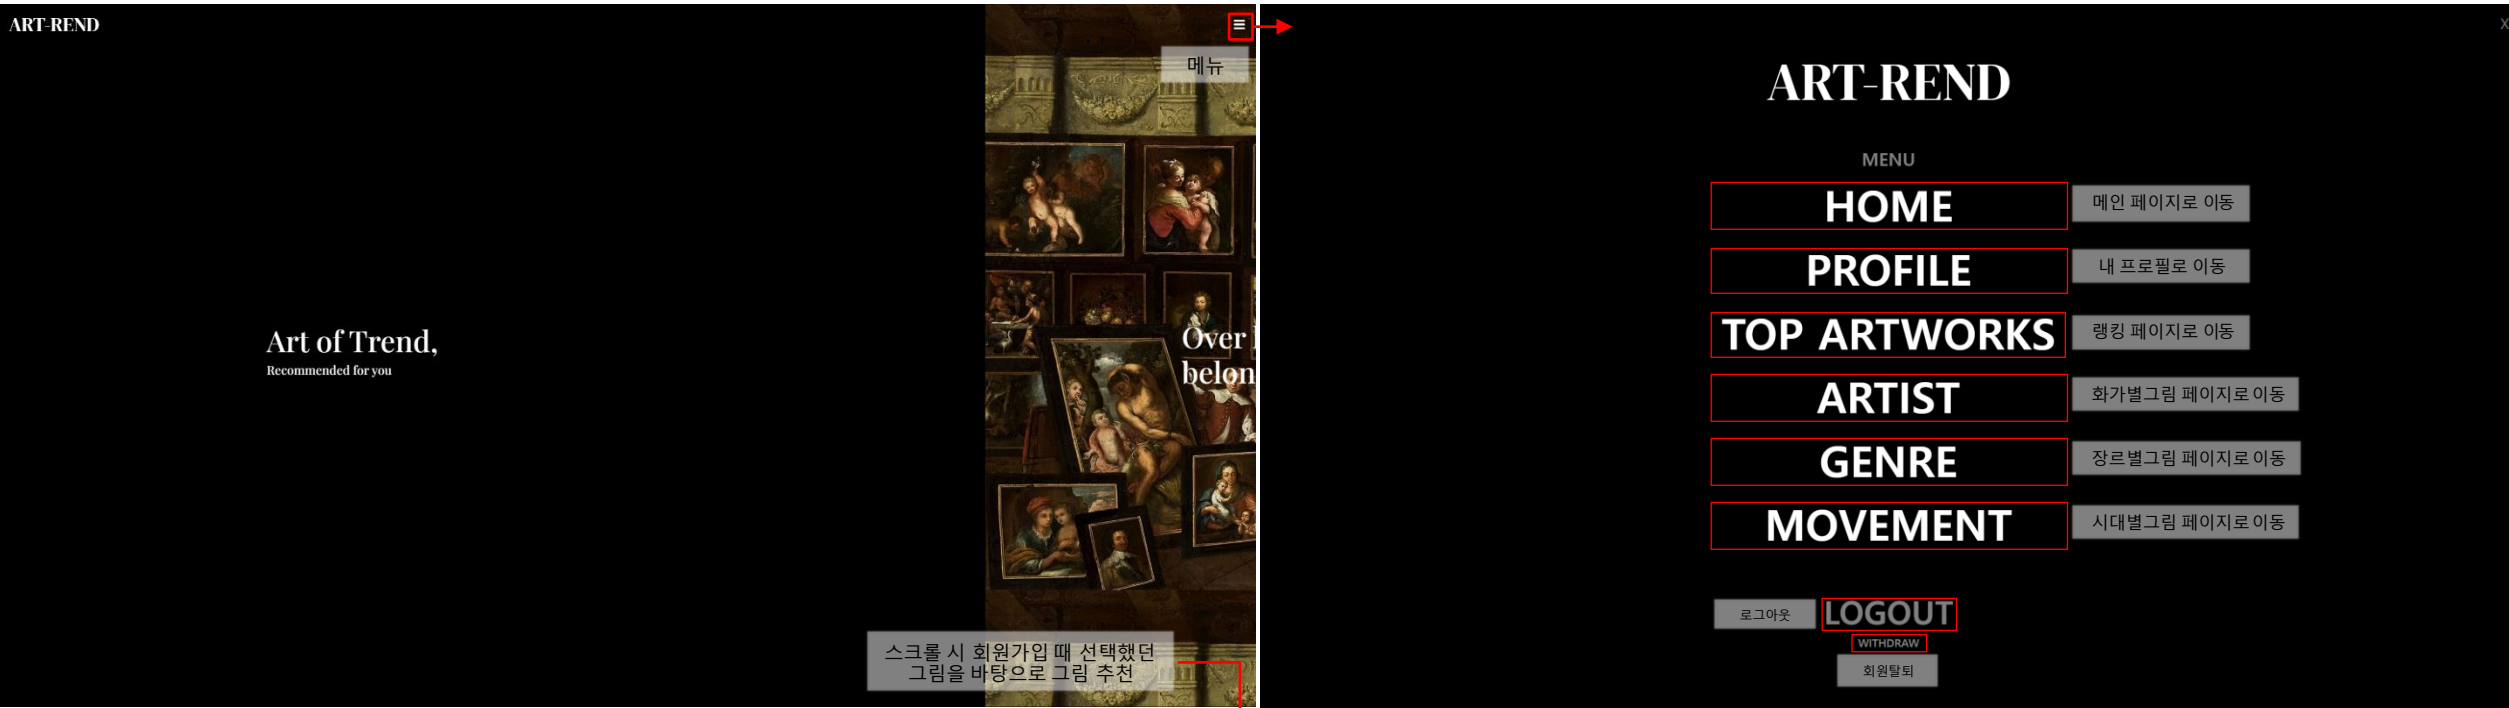 ART-REND
메뉴
Art of Trend,
Recommended for you
Over
belon
스크롤 시 회원가입 때 선택했던
그림을 바탕으로 그림 추천
X
ART-REND
MENU
HOME
메인 페이지로 이동
PROFILE
내 프로필로 이동
TOP ARTWORKS
랭킹 페이지로 이동
ARTIST
화가별그림 페이지로 이동
GENRE
장르별그림 페이지로 이동
MOVEMENT
시대별그림 페이지로 이동
로그아웃 LOGOUT
WITHDRAW
회원탈퇴